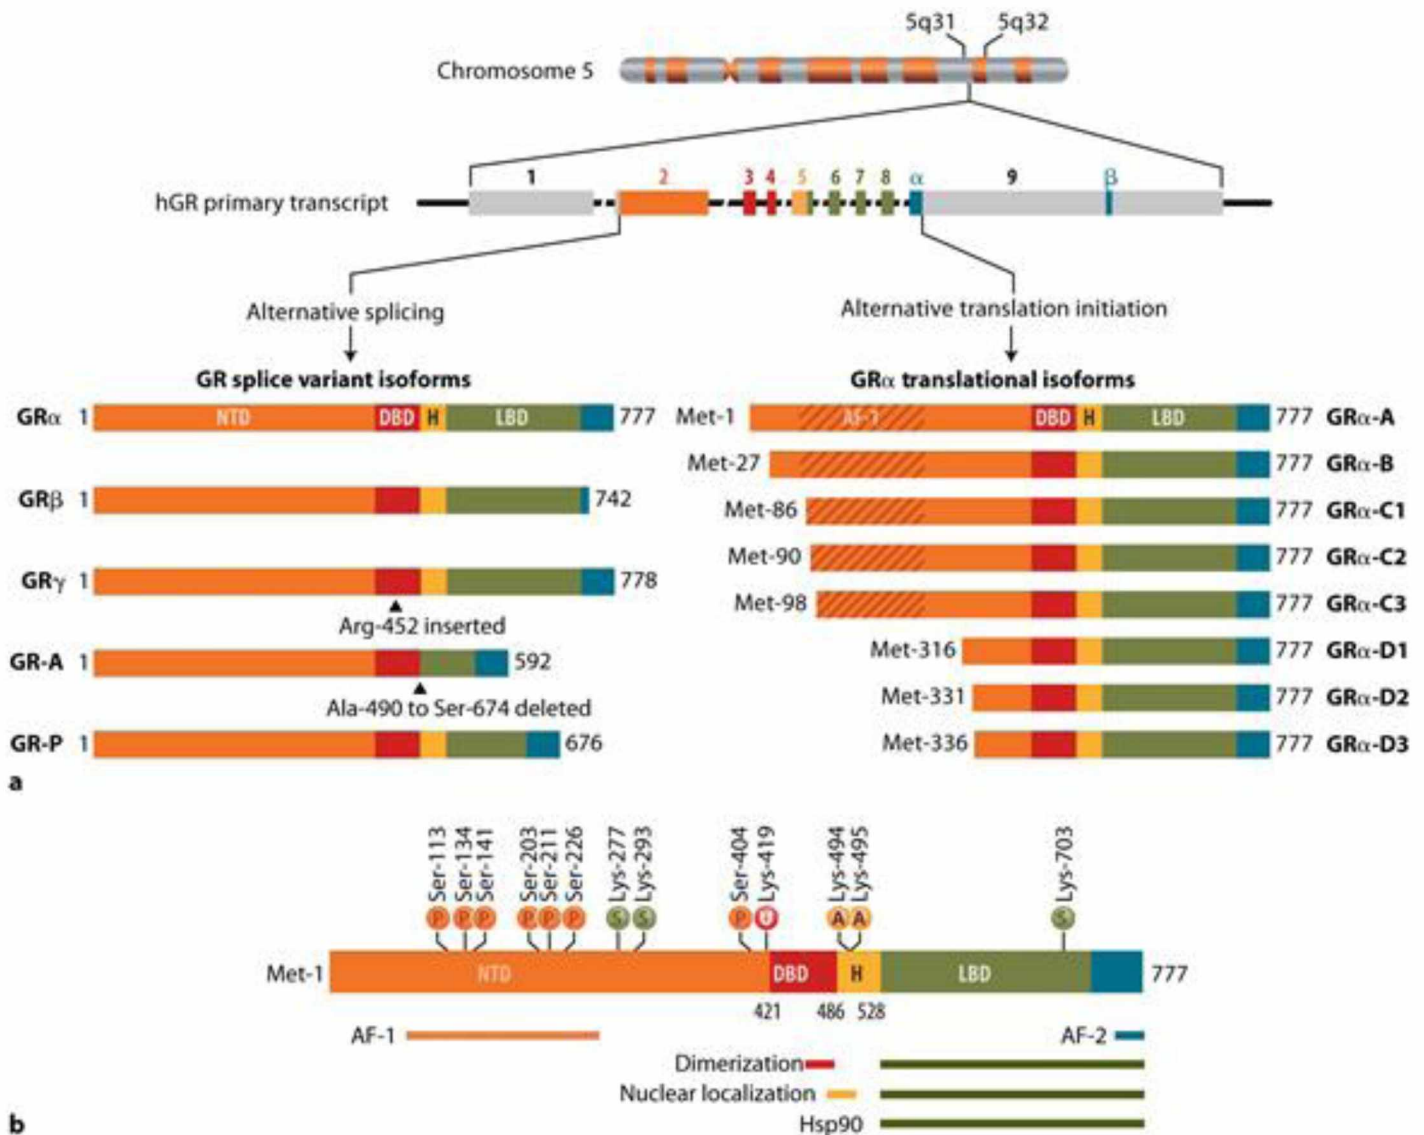 5q31 5q32
Chromosome 5
1 2 3 4 5 6 7 8 α 9 β
hGR primary transcript
Alternative splicing
Alternative translation initiation
GR splice variant isoforms
GRα translational isoforms
GRα 1 NTD DBD H LBD 777
Met-1 AF-1 DBD H LBD 777 GRα-A
Met-27 777 GRα-B
GRβ 1 742
Met-86 777 GRα-C1
Met-90 777 GRα-C2
GRγ 1 778
Met-98 777 GRα-C3
Arg-452 inserted
Met-316 777 GRα-D1
GR-A 1 592
Met-331 777 GRα-D2
Ala-490 to Ser-674 deleted
GR-P 1 676
Met-336 777 GRα-D3
a
Ser-113 Ser-134 Ser-141 Ser-203 Ser-211 Ser-226 Lys-277 Lys-293 Ser-404 Lys-419 Lys-494 Lys-495 Lys-703
P P P P P P S S P U A A S
Met-1 NTD DBD H LBD 777
421 486 528
AF-1 AF-2
Dimerization
Nuclear localization
Hsp90
b